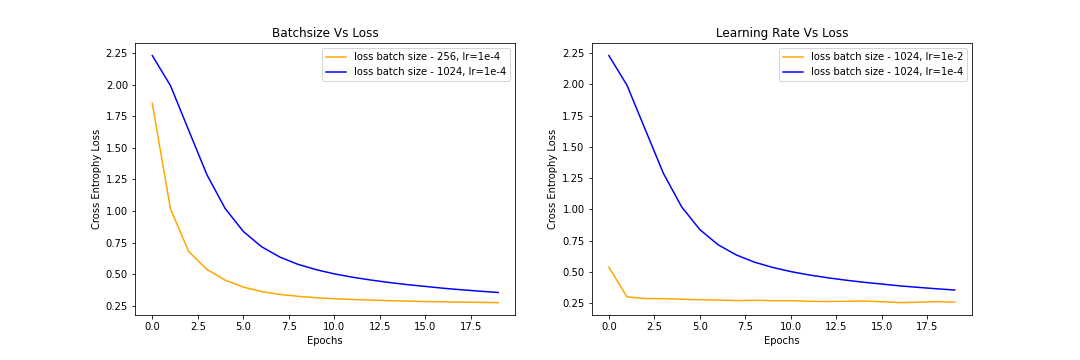 Batchsize Vs Loss
loss batch size - 256, lr=1e-4
loss batch size - 1024, lr=1e-4
Cross Entrophy Loss
2.25
2.00
1.75
1.50
1.25
1.00
0.75
0.50
0.25
0.0 2.5 5.0 7.5 10.0 12.5 15.0 17.5
Epochs
Learning Rate Vs Loss
loss batch size - 1024, lr=1e-2
loss batch size - 1024, lr=1e-4
Cross Entrophy Loss
2.25
2.00
1.75
1.50
1.25
1.00
0.75
0.50
0.25
0.0 2.5 5.0 7.5 10.0 12.5 15.0 17.5
Epochs